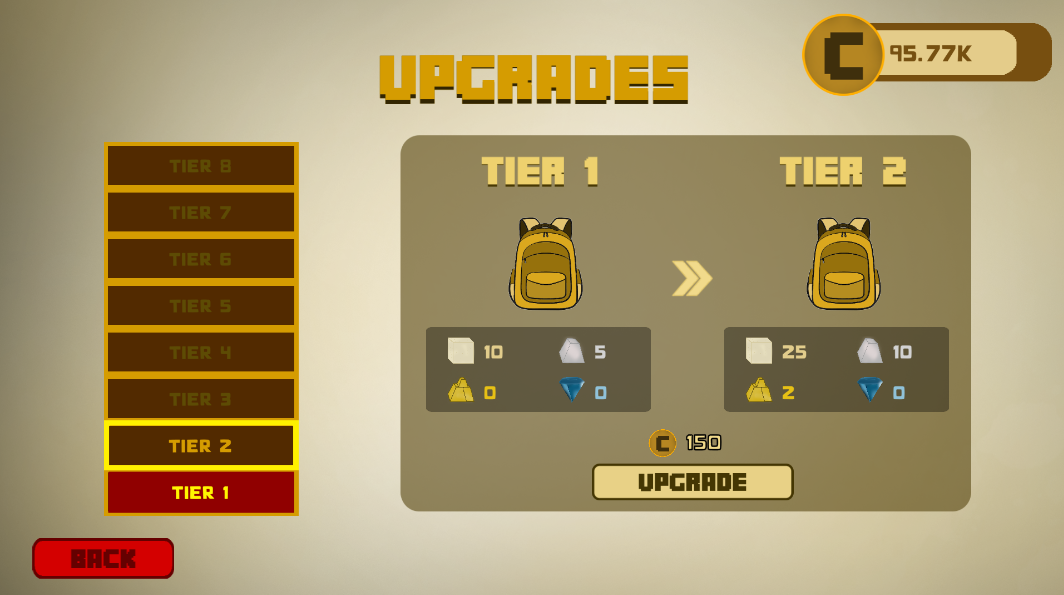 UPGRADES
C 95.77K
TIER 8
TIER 7
TIER 6
TIER 5
TIER 4
TIER 3
TIER 2
TIER 1
TIER 1
TIER 2
10 5
0 0
25 10
2 0
C 150
UPGRADE
BACK